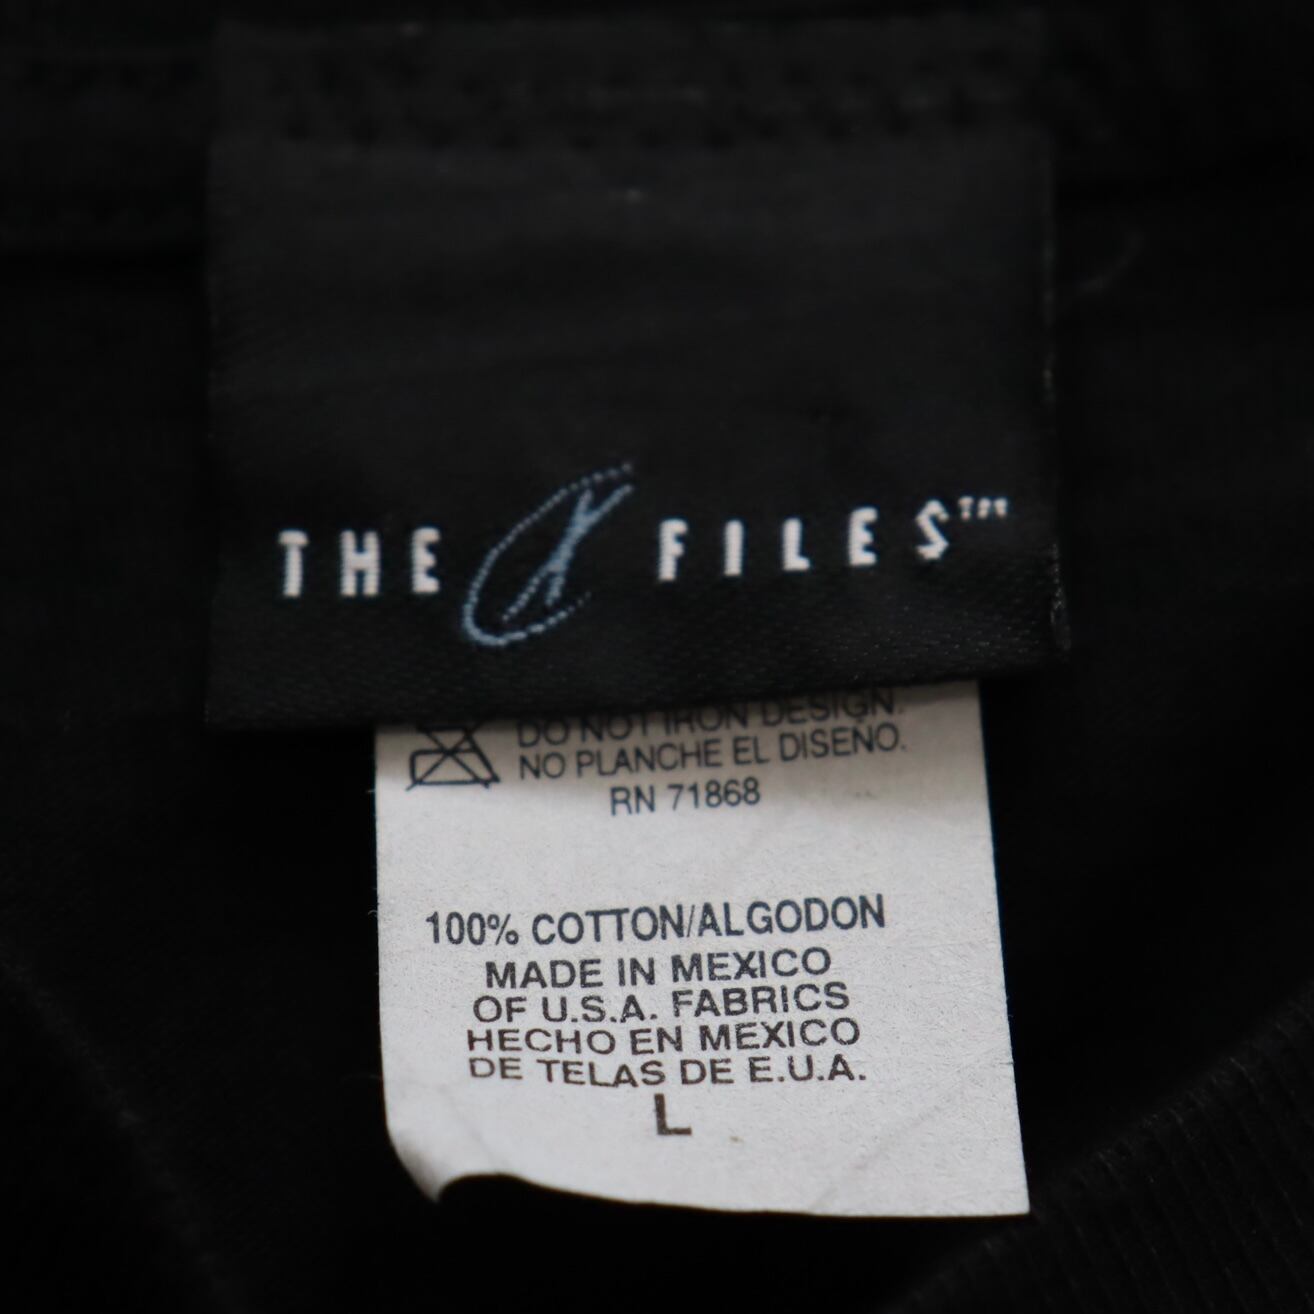 THE X FILES™
DO NOT IRON DESIGN.
NO PLANCHE EL DISENO.
RN 71868
100% COTTON/ALGODON
MADE IN MEXICO
OF U.S.A. FABRICS
HECHO EN MEXICO
DE TELAS DE E.U.A.
L